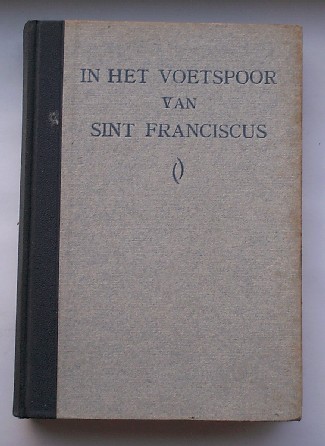 IN HET VOETSPOOR
VAN
SINT FRANCISCUS
()